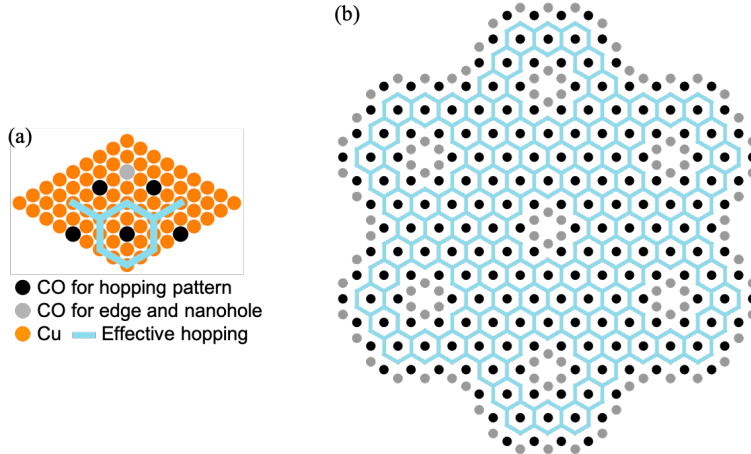 (b)
(a)
CO for hopping pattern
CO for edge and nanohole
Cu Effective hopping